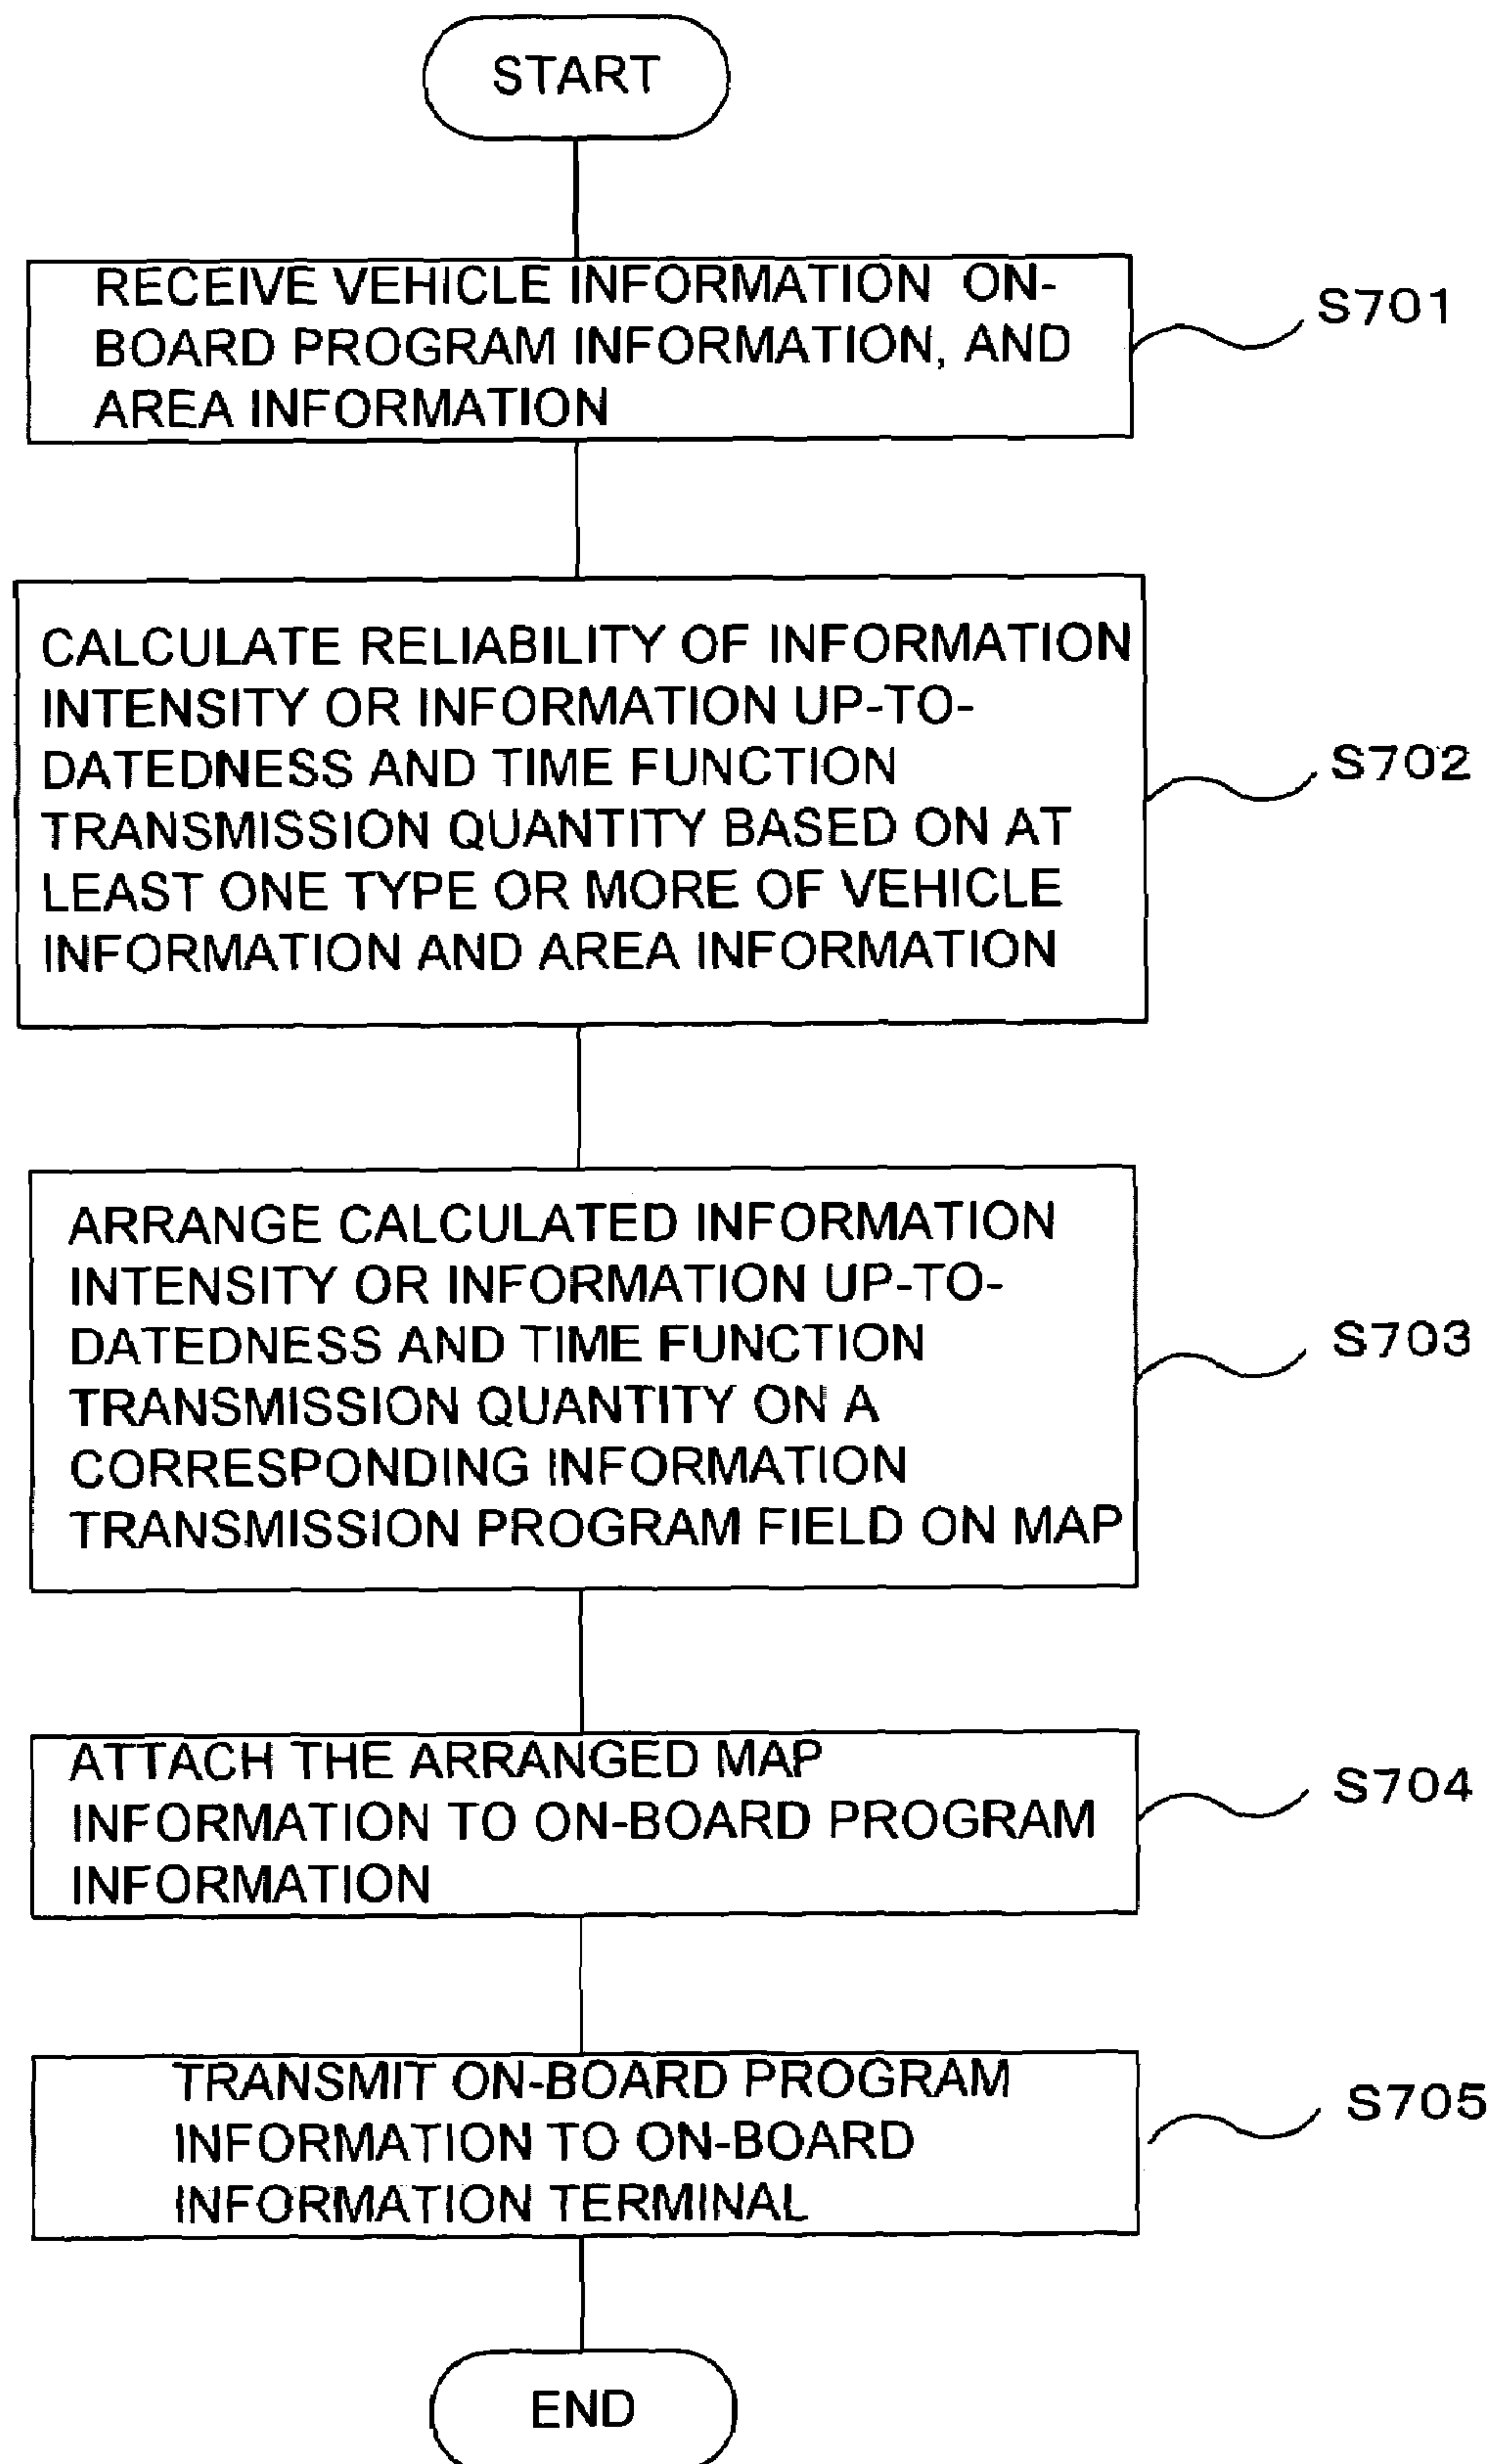 START
RECEIVE VEHICLE INFORMATION ON-
BOARD PROGRAM INFORMATION, AND
AREA INFORMATION
S701
CALCULATE RELIABILITY OF INFORMATION
INTENSITY OR INFORMATION UP-TO-
DATEDNESS AND TIME FUNCTION
TRANSMISSION QUANTITY BASED ON AT
LEAST ONE TYPE OR MORE OF VEHICLE
INFORMATION AND AREA INFORMATION
S702
ARRANGE CALCULATED INFORMATION
INTENSITY OR INFORMATION UP-TO-
DATEDNESS AND TIME FUNCTION
TRANSMISSION QUANTITY ON A
CORRESPONDING INFORMATION
TRANSMISSION PROGRAM FIELD ON MAP
S703
ATTACH THE ARRANGED MAP
INFORMATION TO ON-BOARD PROGRAM
INFORMATION
S704
TRANSMIT ON-BOARD PROGRAM
INFORMATION TO ON-BOARD
INFORMATION TERMINAL
S705
END